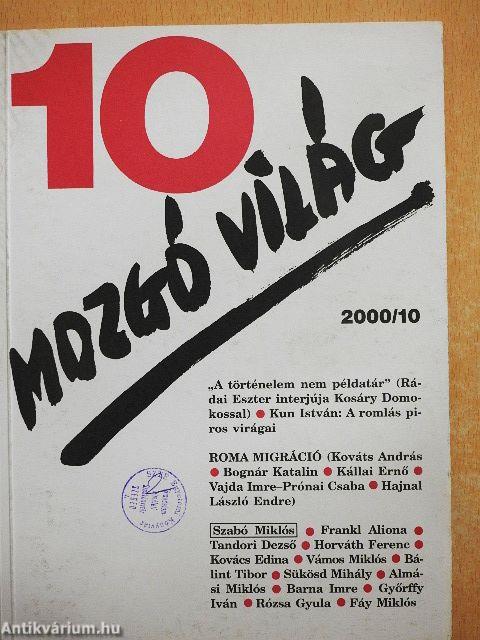 10
MOZGÓ VILÁG
2000/10
„A történelem nem példatár” (Rá-
dai Eszter interjúja Kosáry Domo-
kossal) ● Kun István: A romlás pi-
ros virágai
ROMA MIGRÁCIÓ (Kováts András
● Bognár Katalin ● Kállai Ernő ●
Vajda Imre–Prónai Csaba ● Hajnal
László Endre)
Szabó Miklós ● Frankl Aliona ●
Tandori Dezső ● Horváth Ferenc ●
Kovács Edina ● Vámos Miklós ● Bá-
lint Tibor ● Sükösd Mihály ● Almá-
si Miklós ● Barna Imre ● Győrffy
Iván ● Rózsa Gyula ● Fáy Miklós
Antikvárium.hu